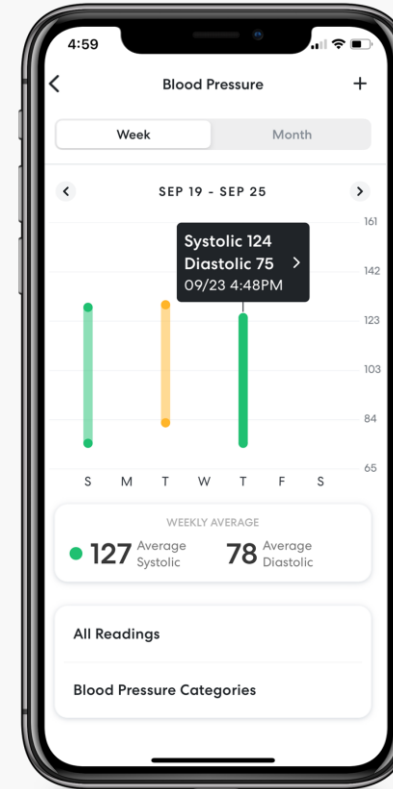 4:59
Blood Pressure
+
Week Month
SEP 19 - SEP 25
161
Systolic 124
Diastolic 75
09/23 4:48PM
142
123
103
84
65
S M T W T F S
WEEKLY AVERAGE
127 Average Systolic 78 Average Diastolic
All Readings
Blood Pressure Categories